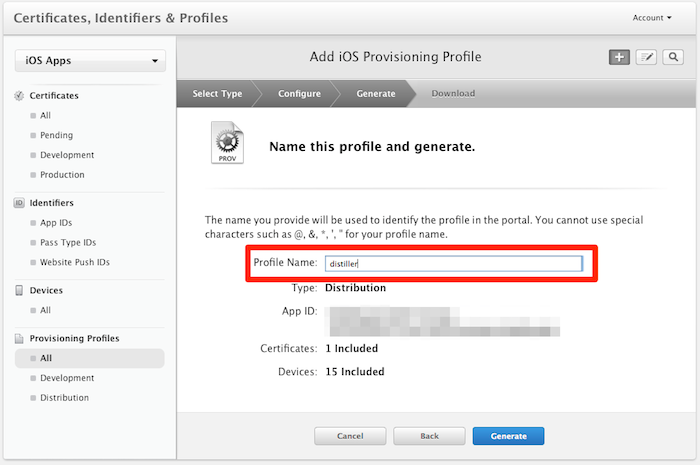 Certificates, Identifiers & Profiles
Account
iOS Apps
Add iOS Provisioning Profile
Select Type
Configure
Generate
Download
Certificates
All
Pending
Development
Production
Identifiers
App IDs
Pass Type IDs
Website Push IDs
Devices
All
Provisioning Profiles
All
Development
Distribution
PROV
Name this profile and generate.
The name you provide will be used to identify the profile in the portal. You cannot use special
characters such as @, &, *, ', " for your profile name.
Profile Name: distiller
Type: Distribution
App ID:
Certificates: 1 Included
Devices: 15 Included
Cancel
Back
Generate